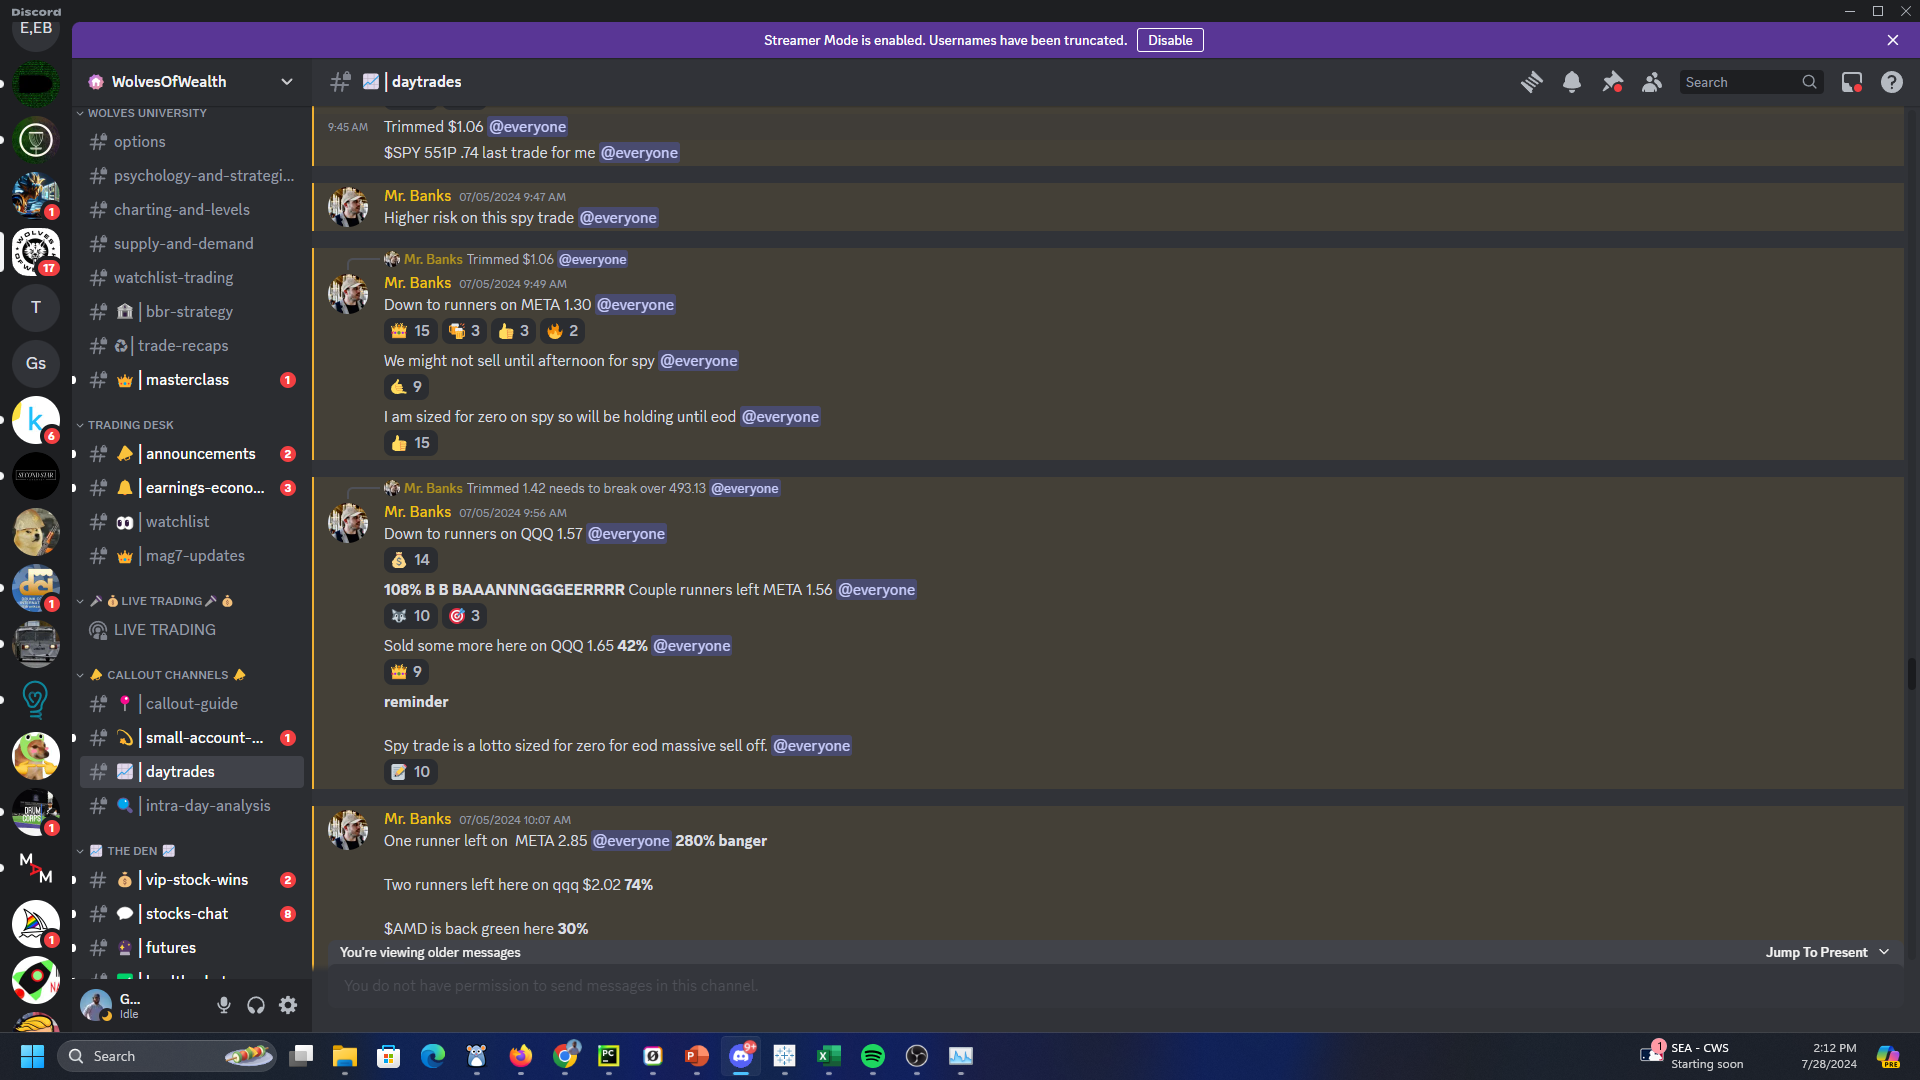 Discord
Streamer Mode is enabled. Usernames have been truncated.
Disable
E,EB
1
17
T
Gs
k
6
SECOND STAR
1
DRUM CORPS
1
M A M
1
WolvesOfWealth
WOLVES UNIVERSITY
options
psychology-and-strategi...
charting-and-levels
supply-and-demand
watchlist-trading
| bbr-strategy
| trade-recaps
| masterclass 1
TRADING DESK
| announcements 2
| earnings-econo... 3
| watchlist
| mag7-updates
LIVE TRADING
LIVE TRADING
CALLOUT CHANNELS
| callout-guide
| small-account-... 1
| daytrades
| intra-day-analysis
THE DEN
| vip-stock-wins 2
| stocks-chat 8
| futures
G...
Idle
| daytrades
Search
9:45 AM Trimmed $1.06 @everyone
$SPY 551P .74 last trade for me @everyone
Mr. Banks 07/05/2024 9:47 AM
Higher risk on this spy trade @everyone
Mr. Banks Trimmed $1.06 @everyone
Mr. Banks 07/05/2024 9:49 AM
Down to runners on META 1.30 @everyone
15 3 3 2
We might not sell until afternoon for spy @everyone
9
I am sized for zero on spy so will be holding until eod @everyone
15
Mr. Banks Trimmed 1.42 needs to break over 493.13 @everyone
Mr. Banks 07/05/2024 9:56 AM
Down to runners on QQQ 1.57 @everyone
14
108% B B BAAANNNGGGEERRRR Couple runners left META 1.56 @everyone
10 3
Sold some more here on QQQ 1.65 42% @everyone
9
reminder
Spy trade is a lotto sized for zero for eod massive sell off. @everyone
10
Mr. Banks 07/05/2024 10:07 AM
One runner left on META 2.85 @everyone 280% banger
Two runners left here on qqq $2.02 74%
$AMD is back green here 30%
You're viewing older messages
Jump To Present
You do not have permission to send messages in this channel.
Search
PC
9+
1
SEA - CWS
Starting soon
2:12 PM
7/28/2024
PRE